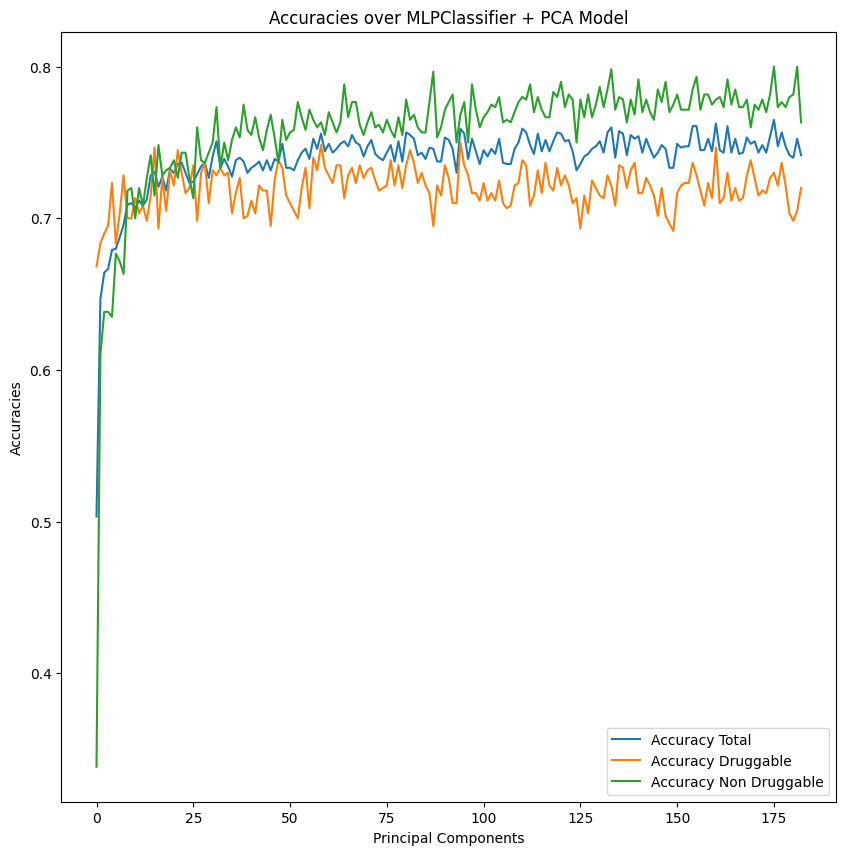 Accuracies over MLPClassifier + PCA Model
Accuracies
0.8
0.7
0.6
0.5
0.4
0
25
50
75
100
125
150
175
Principal Components
Accuracy Total
Accuracy Druggable
Accuracy Non Druggable